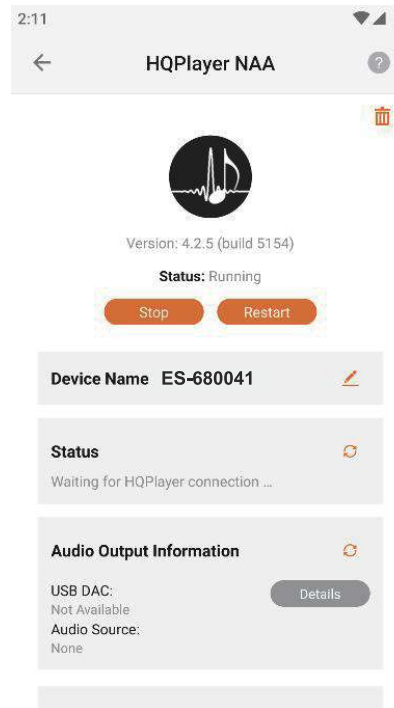 2:11
HQPlayer NAA
?
Version: 4.2.5 (build 5154)
Status: Running
Stop Restart
Device Name ES-680041
Status
Waiting for HQPlayer connection ...
Audio Output Information
USB DAC:
Details
Not Available
Audio Source:
None